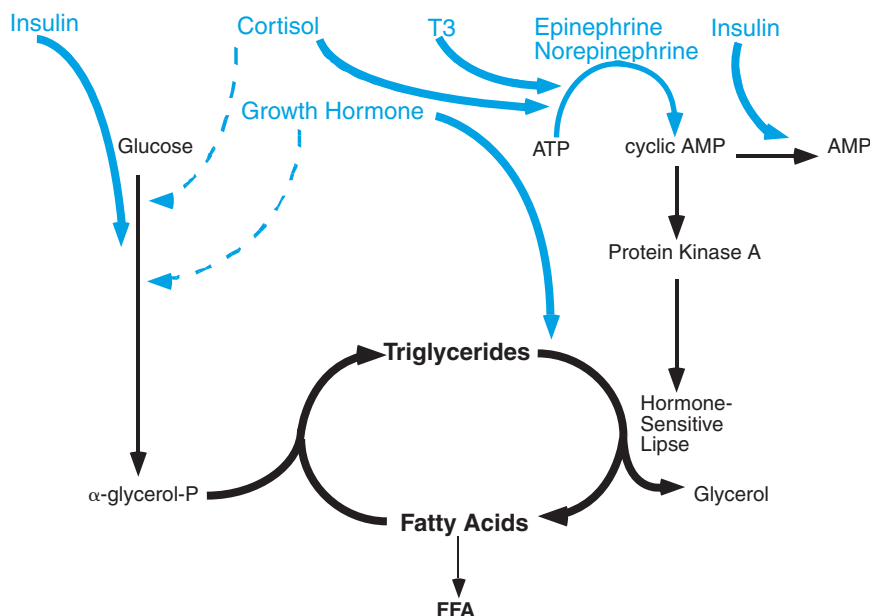 Insulin
Cortisol
T3
Epinephrine
Norepinephrine
Insulin
Growth Hormone
Glucose
ATP
cyclic AMP
AMP
Protein Kinase A
Triglycerides
Hormone-
Sensitive
Lipse
α-glycerol-P
Glycerol
Fatty Acids
FFA